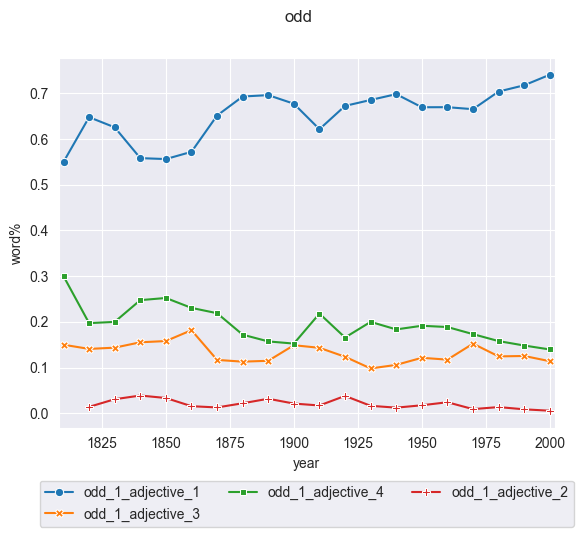 odd
0.7
0.6
0.5
0.4
0.3
0.2
0.1
0.0
word%
1825 1850 1875 1900 1925 1950 1975 2000
year
odd_1_adjective_1 odd_1_adjective_4 odd_1_adjective_2
odd_1_adjective_3